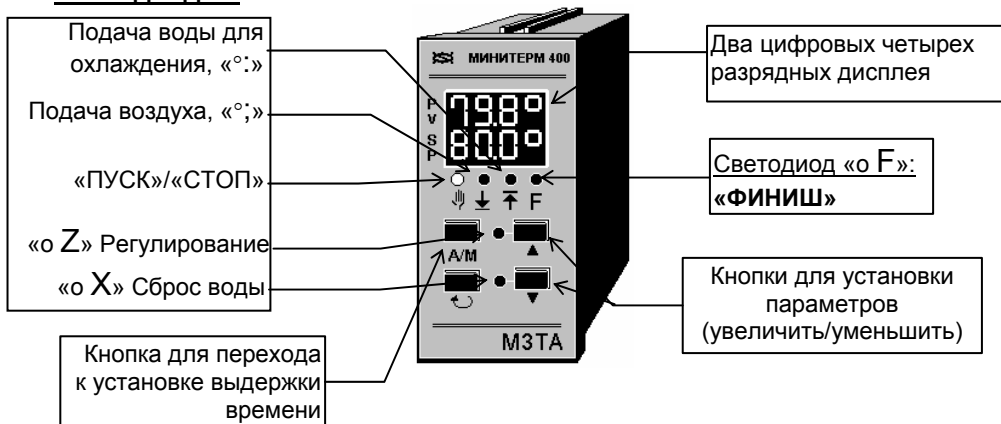 Подача воды для
охлаждения, «°:»
Подача воздуха, «°;»
«ПУСК»/«СТОП»
«о Z» Регулирование
«о X» Сброс воды
Кнопка для перехода
к установке выдержки
времени
МИНИТЕРМ 400
PV
79.8°
SP
80.0°
F
А/М
МЗТА
Два цифровых четырех
разрядных дисплея
Светодиод «о F»:
«ФИНИШ»
Кнопки для установки
параметров
(увеличить/уменьшить)